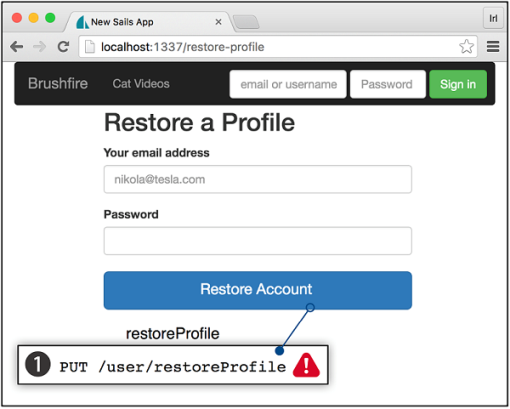 New Sails App
Irl
localhost:1337/restore-profile
Brushfire Cat Videos email or username Password Sign in
Restore a Profile
Your email address
nikola@tesla.com
Password
Restore Account
restoreProfile
1 PUT /user/restoreProfile